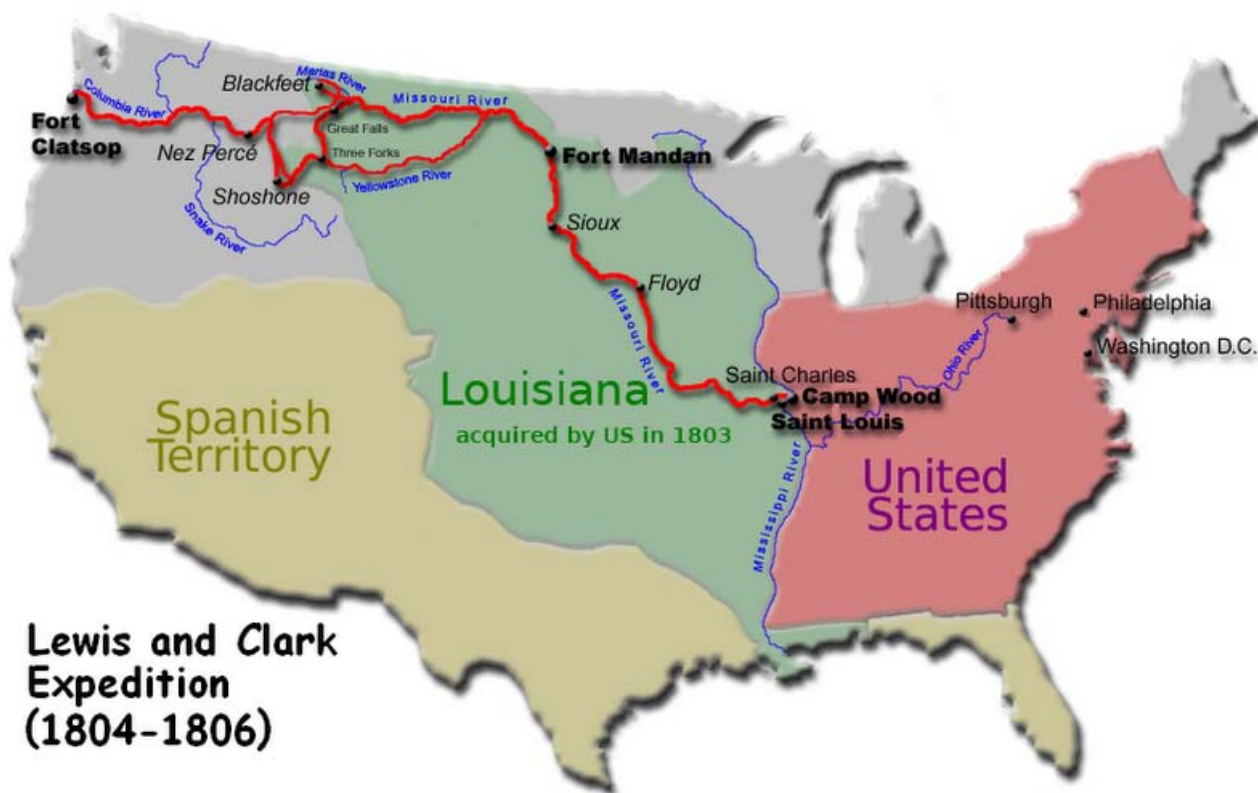 Blackfeet
Marias River
Missouri River
Columbia River
Fort
Clatsop
Great Falls
Nez Percé
Three Forks
Fort Mandan
Shoshone
Yellowstone River
Snake River
Sioux
Floyd
Missouri River
Pittsburgh
Philadelphia
Ohio River
Washington D.C.
Saint Charles
Camp Wood
Saint Louis
Louisiana
acquired by US in 1803
Spanish
Territory
Mississippi River
United
States
Lewis and Clark
Expedition
(1804-1806)